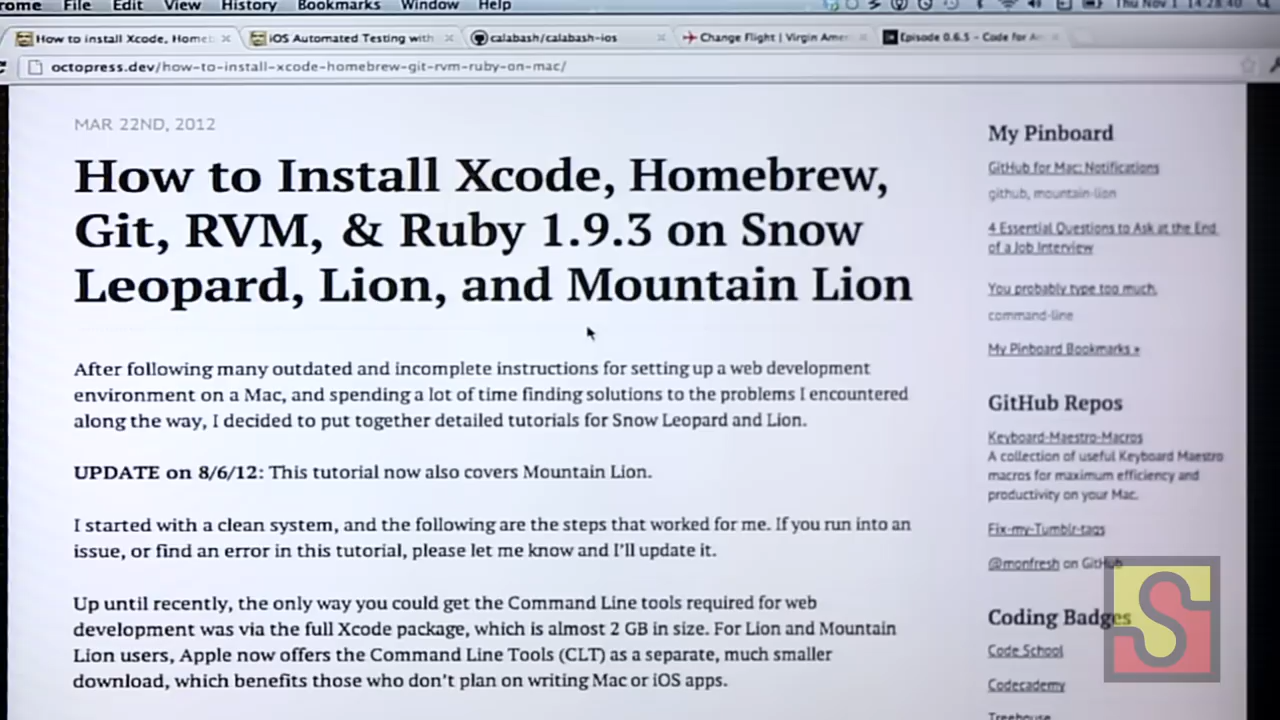 rome File Edit View History Bookmarks Window Help Thu Nov 1 14:28:40
How to install Xcode, Homeb
iOS Automated Testing with
calabash/calabash-ios
Change Flight | Virgin Amer
Episode 0.6.5 - Code for Am
octopress.dev/how-to-install-xcode-homebrew-git-rvm-ruby-on-mac/
MAR 22ND, 2012
How to Install Xcode, Homebrew,
Git, RVM, & Ruby 1.9.3 on Snow
Leopard, Lion, and Mountain Lion
After following many outdated and incomplete instructions for setting up a web development
environment on a Mac, and spending a lot of time finding solutions to the problems I encountered
along the way, I decided to put together detailed tutorials for Snow Leopard and Lion.
UPDATE on 8/6/12: This tutorial now also covers Mountain Lion.
I started with a clean system, and the following are the steps that worked for me. If you run into an
issue, or find an error in this tutorial, please let me know and I'll update it.
Up until recently, the only way you could get the Command Line tools required for web
development was via the full Xcode package, which is almost 2 GB in size. For Lion and Mountain
Lion users, Apple now offers the Command Line Tools (CLT) as a separate, much smaller
download, which benefits those who don't plan on writing Mac or iOS apps.
My Pinboard
GitHub for Mac: Notifications
github, mountain-lion
4 Essential Questions to Ask at the End
of a Job Interview
You probably type too much.
command-line
My Pinboard Bookmarks »
GitHub Repos
Keyboard-Maestro-Macros
A collection of useful Keyboard Maestro
macros for maximum efficiency and
productivity on your Mac.
Fix-my-Tumblr-tags
@monfresh on GitHub
Coding Badges
Code School
Codecademy
Treehouse
S